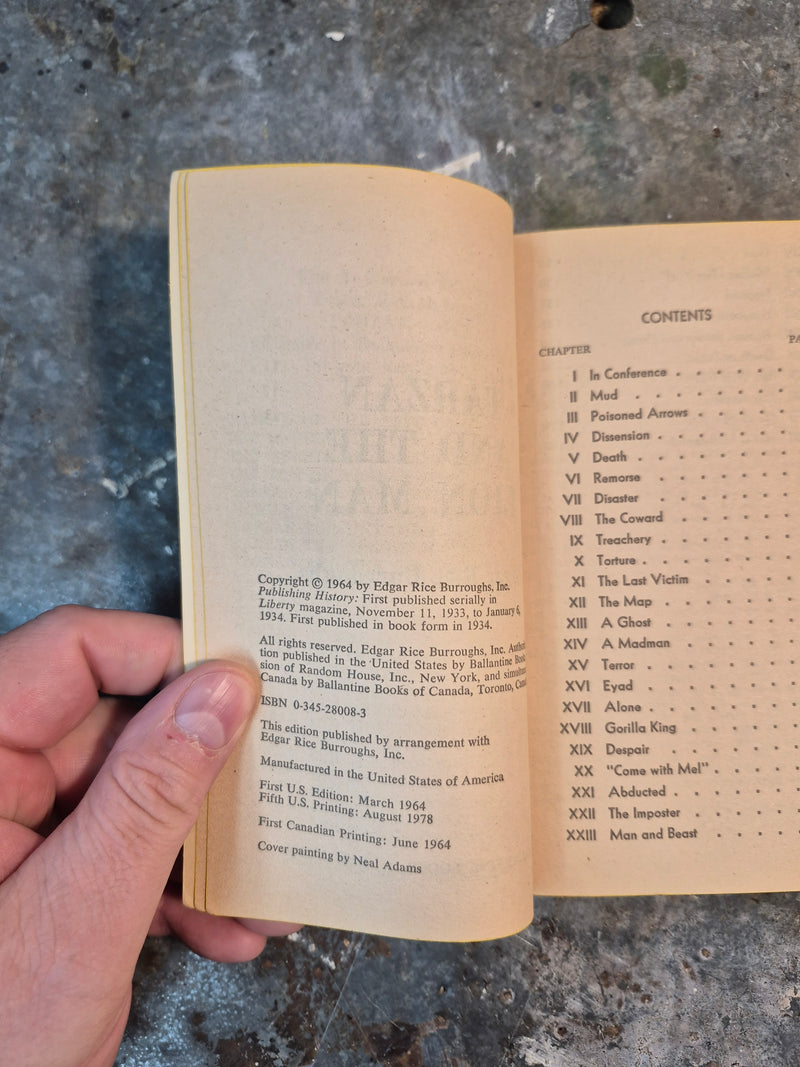 Copyright © 1964 by Edgar Rice Burroughs, Inc.
Publishing History: First published serially in
Liberty magazine, November 11, 1933, to January 6,
1934. First published in book form in 1934.
All rights reserved. Edgar Rice Burroughs, Inc. Autho
tion published in the United States by Ballantine Book
sion of Random House, Inc., New York, and simultan
Canada by Ballantine Books of Canada, Toronto, Cana
ISBN 0-345-28008-3
This edition published by arrangement with
Edgar Rice Burroughs, Inc.
Manufactured in the United States of America
First U.S. Edition: March 1964
Fifth U.S. Printing: August 1978
First Canadian Printing: June 1964
Cover painting by Neal Adams
CONTENTS
CHAPTER PA
I In Conference
II Mud
III Poisoned Arrows
IV Dissension
V Death
VI Remorse
VII Disaster
VIII The Coward
IX Treachery
X Torture
XI The Last Victim
XII The Map
XIII A Ghost
XIV A Madman
XV Terror
XVI Eyad
XVII Alone
XVIII Gorilla King
XIX Despair
XX "Come with Me!"
XXI Abducted
XXII The Imposter
XXIII Man and Beast